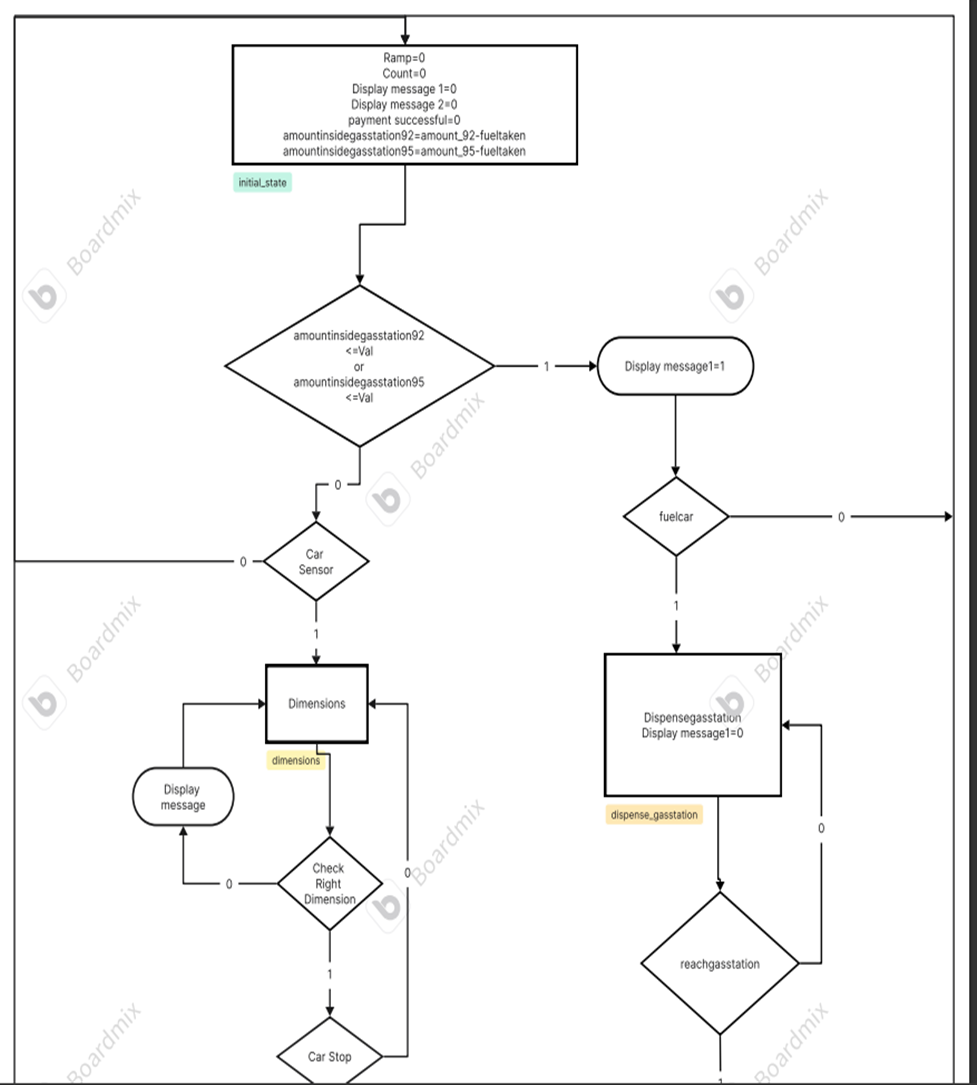 Ramp=0
Count=0
Display message 1=0
Display message 2=0
payment successful=0
amountinsidegasstation92=amount_92-fueltaken
amountinsidegasstation95=amount_95-fueltaken
initial_state
Boardmix
Boardmix
amountinsidegasstation92
<=Val
or
amountinsidegasstation95
<=Val
1
Display message1=1
Boardmix
0
fuelcar
0
Car
Sensor
0
1
1
Boardmix
Boardmix
Dimensions
dimensions
Dispensegasstation
Display message1=0
dispense_gasstation
Display
message
0
Boardmix
Check
Right
Dimension
0
0
reachgasstation
1
Boardmix
Boardmix
Car Stop
1